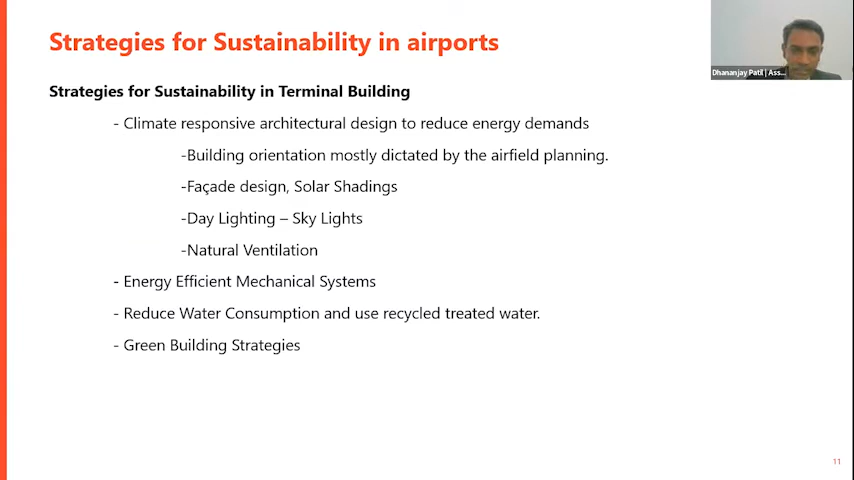 Strategies for Sustainability in airports
Dhananjay Patil | Ass...
Strategies for Sustainability in Terminal Building
- Climate responsive architectural design to reduce energy demands
-Building orientation mostly dictated by the airfield planning.
-Façade design, Solar Shadings
-Day Lighting – Sky Lights
-Natural Ventilation
- Energy Efficient Mechanical Systems
- Reduce Water Consumption and use recycled treated water.
- Green Building Strategies
11